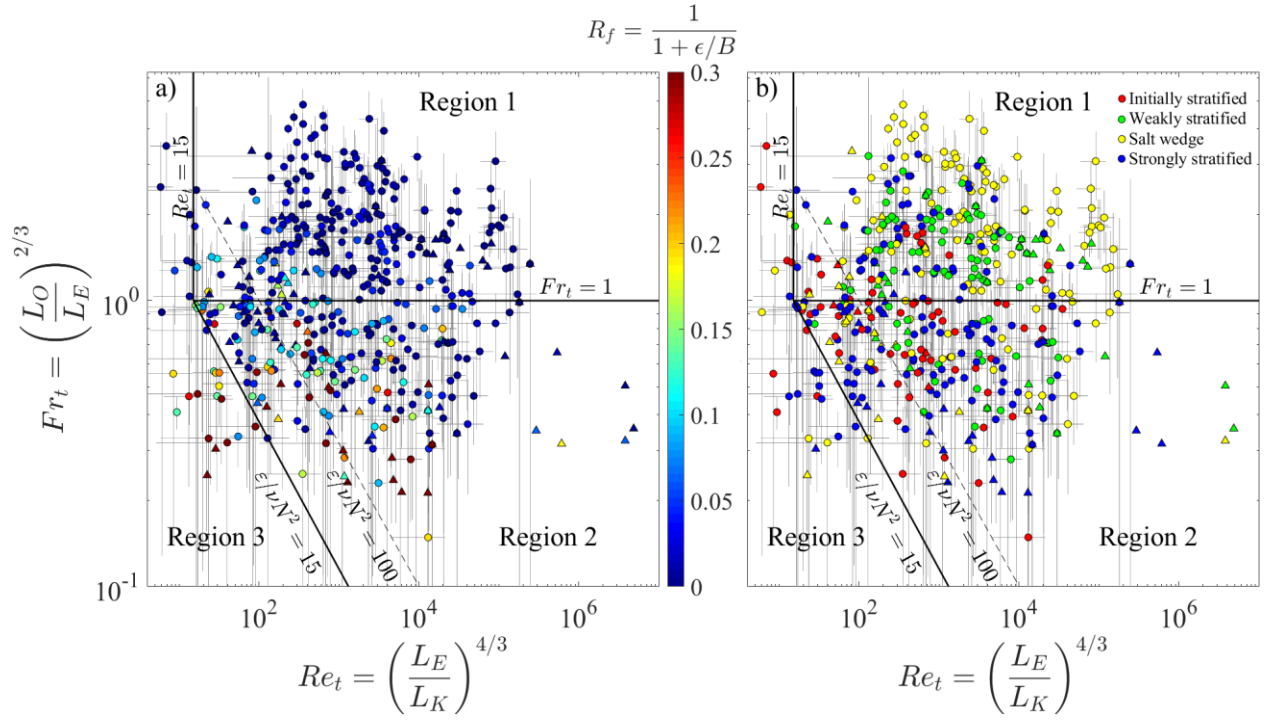 R_f = 1 / (1 + ϵ/B)
a)
Region 1
Re_t = 15
Fr_t = 1
Region 3
ε/νN² = 15
ε/νN² = 100
Region 2
10^0
10^-1
Fr_t = (L_O / L_E)^2/3
10^2
10^4
10^6
Re_t = (L_E / L_K)^4/3
0.3
0.25
0.2
0.15
0.1
0.05
0
b)
Region 1
Initially stratified
Weakly stratified
Salt wedge
Strongly stratified
Re_t = 15
Fr_t = 1
Region 3
ε/νN² = 15
ε/νN² = 100
Region 2
10^2
10^4
10^6
Re_t = (L_E / L_K)^4/3